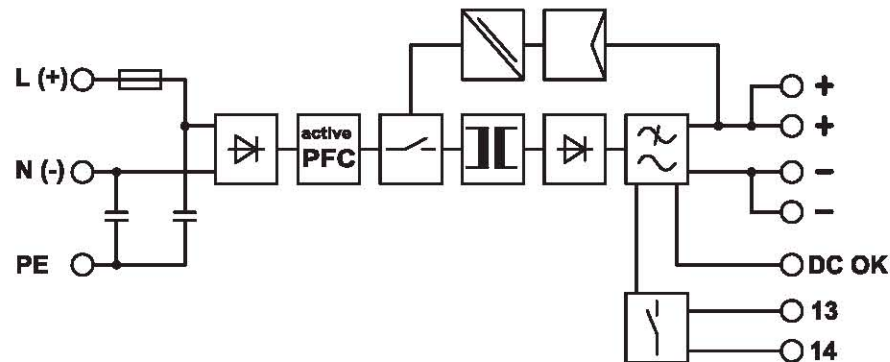 L (+)
N (-)
PE
active
PFC
+
+
−
−
DC OK
13
14